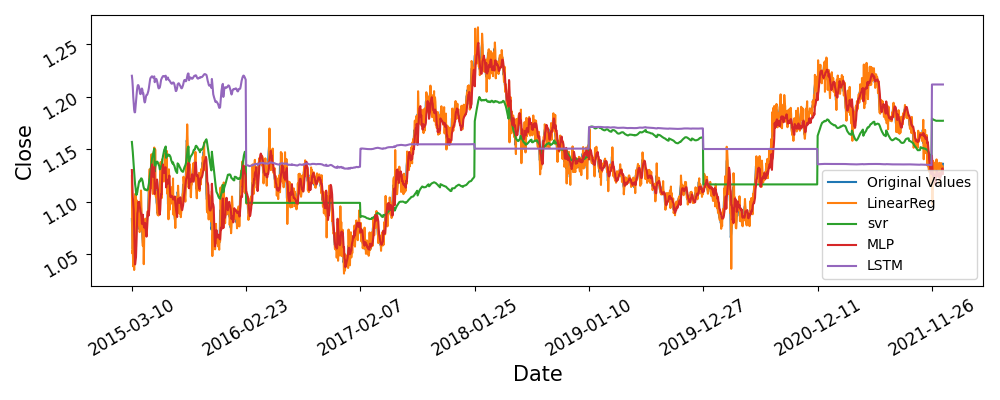 Close
1.25
1.20
1.15
1.10
1.05
Original Values
LinearReg
svr
MLP
LSTM
2015-03-10
2016-02-23
2017-02-07
2018-01-25
2019-01-10
2019-12-27
2020-12-11
2021-11-26
Date